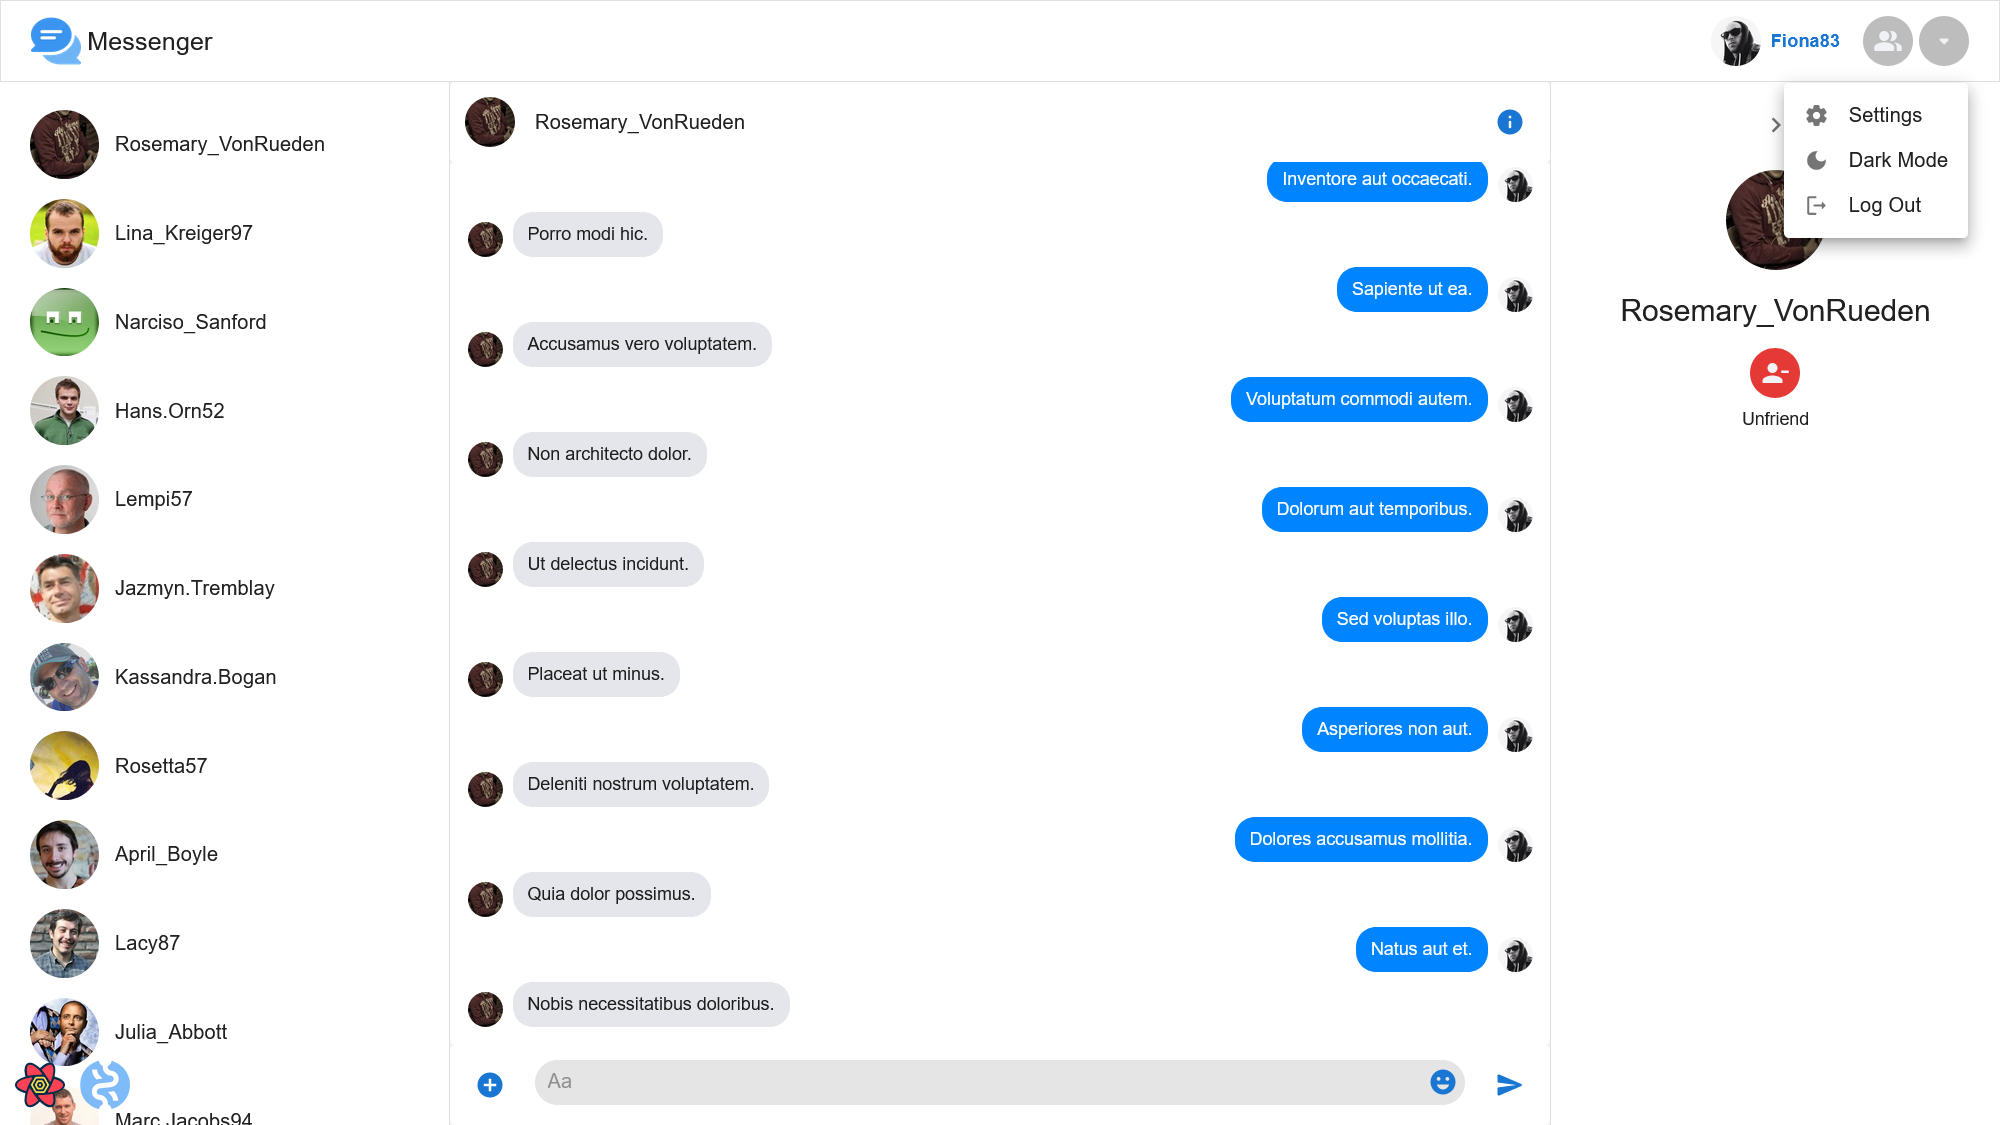 Messenger
Fiona83
Settings
Dark Mode
Log Out
Rosemary_VonRueden
Lina_Kreiger97
Narciso_Sanford
Hans.Orn52
Lempi57
Jazmyn.Tremblay
Kassandra.Bogan
Rosetta57
April_Boyle
Lacy87
Julia_Abbott
Marc.Jacobs94
Rosemary_VonRueden
Inventore aut occaecati.
Porro modi hic.
Sapiente ut ea.
Accusamus vero voluptatem.
Voluptatum commodi autem.
Non architecto dolor.
Dolorum aut temporibus.
Ut delectus incidunt.
Sed voluptas illo.
Placeat ut minus.
Asperiores non aut.
Deleniti nostrum voluptatem.
Dolores accusamus mollitia.
Quia dolor possimus.
Natus aut et.
Nobis necessitatibus doloribus.
Aa
Rosemary_VonRueden
Unfriend